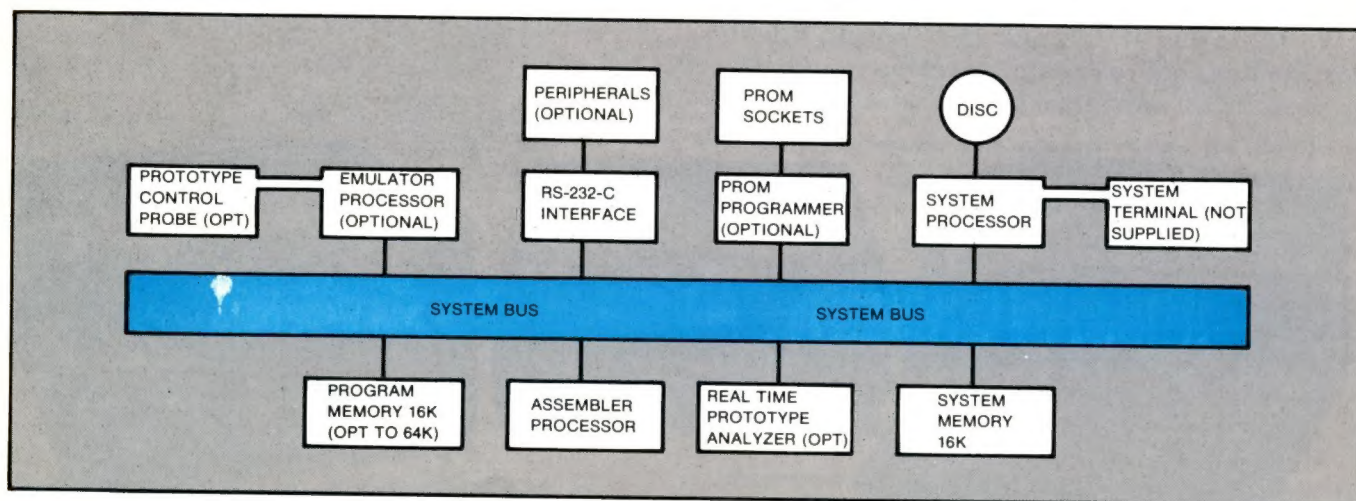 PERIPHERALS
(OPTIONAL)
PROM
SOCKETS
DISC
PROTOTYPE
CONTROL
PROBE (OPT)
EMULATOR
PROCESSOR
(OPTIONAL)
RS-232-C
INTERFACE
PROM
PROGRAMMER
(OPTIONAL)
SYSTEM
PROCESSOR
SYSTEM
TERMINAL (NOT
SUPPLIED)
SYSTEM BUS
SYSTEM BUS
PROGRAM
MEMORY 16K
(OPT TO 64K)
ASSEMBLER
PROCESSOR
REAL TIME
PROTOTYPE
ANALYZER (OPT)
SYSTEM
MEMORY
16K